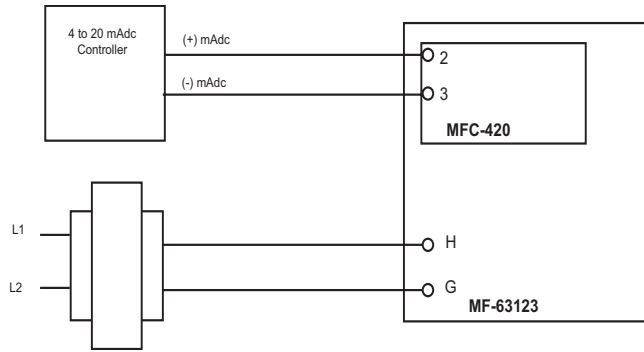 4 to 20 mAdc
Controller
(+) mAdc
(-) mAdc
2
3
MFC-420
L1
L2
H
G
MF-63123